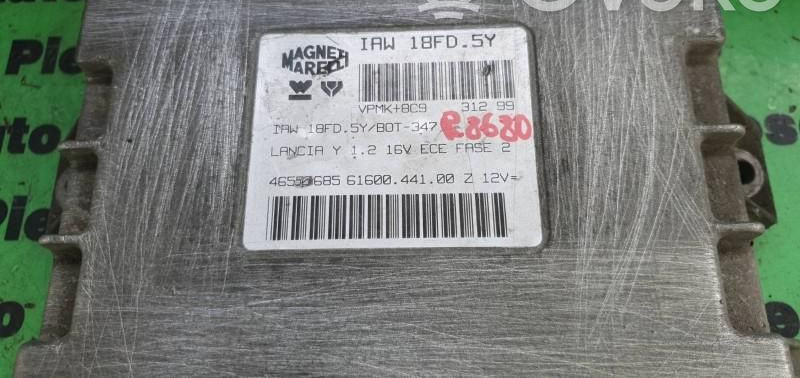 IAW 18FD.5Y
MAGNETI
MARELLI
VPMK+8C9 312 99
IAW 18FD.5Y/BOT-347
R8680
LANCIA Y 1.2 16V ECE FASE 2
61600.441.00 Z 12V=